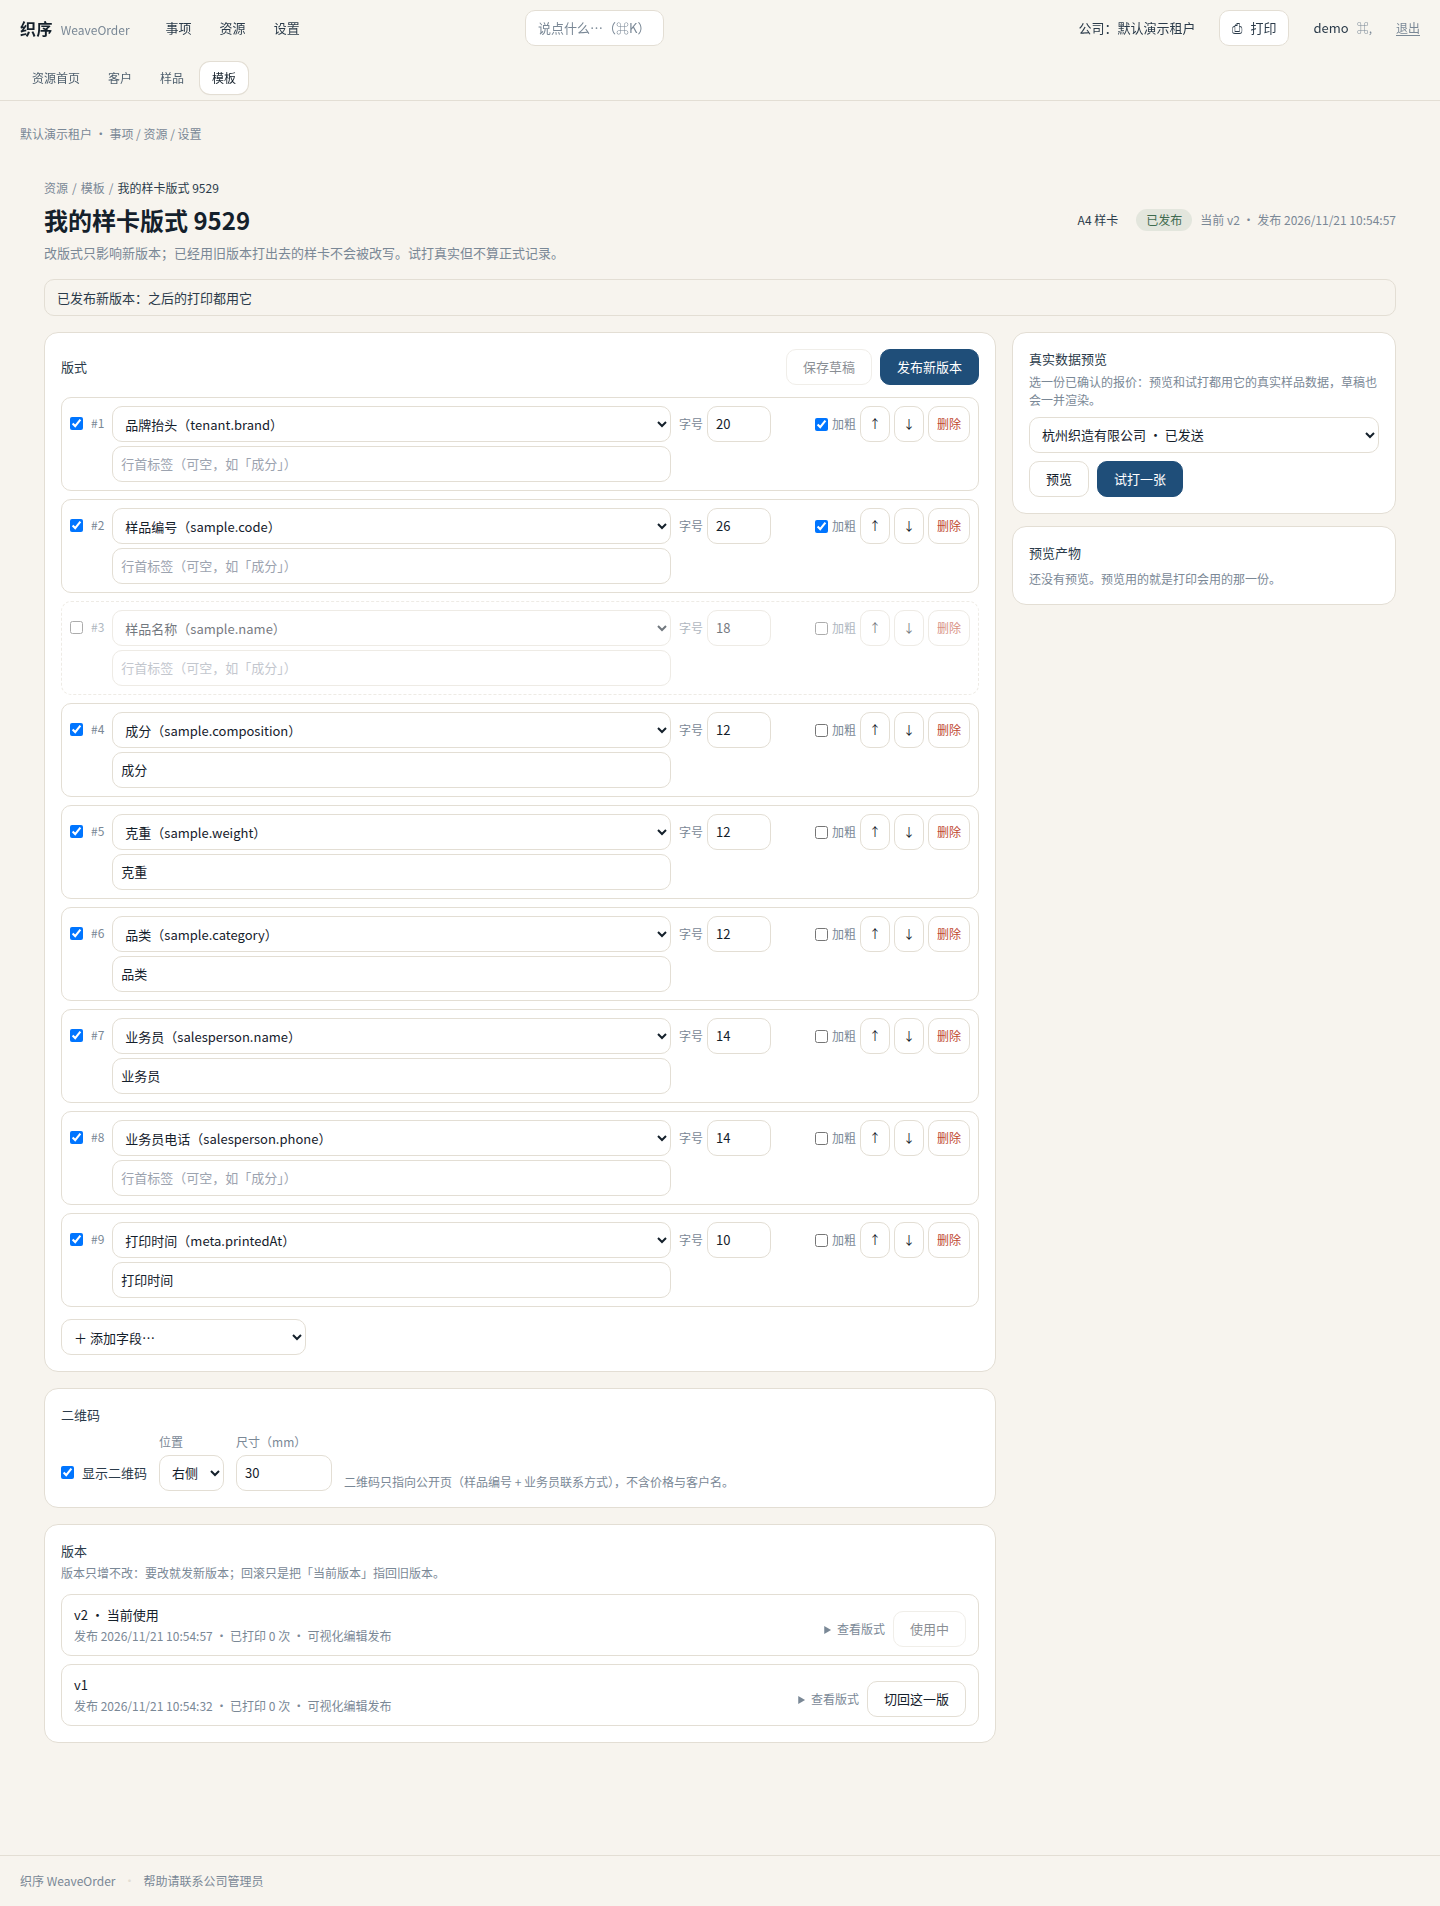 织序 WeaveOrder 事项 资源 设置 说点什么…（⌘K） 公司：默认演示租户 ⎙ 打印 demo ⌘, 退出
资源首页 客户 样品 模板
默认演示租户 · 事项 / 资源 / 设置
资源 / 模板 / 我的样卡版式 9529
我的样卡版式 9529
A4 样卡 已发布 当前 v2 · 发布 2026/11/21 10:54:57
改版式只影响新版本；已经用旧版本打出去的样卡不会被改写。试打真实但不算正式记录。
已发布新版本：之后的打印都用它
版式 保存草稿 发布新版本
#1 品牌抬头（tenant.brand） 字号 20 加粗 ↑ ↓ 删除
行首标签（可空，如「成分」）
#2 样品编号（sample.code） 字号 26 加粗 ↑ ↓ 删除
行首标签（可空，如「成分」）
#3 样品名称（sample.name） 字号 18 加粗 ↑ ↓ 删除
行首标签（可空，如「成分」）
#4 成分（sample.composition） 字号 12 加粗 ↑ ↓ 删除
成分
#5 克重（sample.weight） 字号 12 加粗 ↑ ↓ 删除
克重
#6 品类（sample.category） 字号 12 加粗 ↑ ↓ 删除
品类
#7 业务员（salesperson.name） 字号 14 加粗 ↑ ↓ 删除
业务员
#8 业务员电话（salesperson.phone） 字号 14 加粗 ↑ ↓ 删除
行首标签（可空，如「成分」）
#9 打印时间（meta.printedAt） 字号 10 加粗 ↑ ↓ 删除
打印时间
＋ 添加字段…
真实数据预览
选一份已确认的报价：预览和试打都用它的真实样品数据，草稿也
会一并渲染。
杭州织造有限公司 · 已发送
预览 试打一张
预览产物
还没有预览。预览用的就是打印会用的那一份。
二维码
位置 尺寸（mm）
显示二维码 右侧 30 二维码只指向公开页（样品编号 + 业务员联系方式），不含价格与客户名。
版本
版本只增不改：要改就发新版本；回滚只是把「当前版本」指回旧版本。
v2 · 当前使用
发布 2026/11/21 10:54:57 · 已打印 0 次 · 可视化编辑发布
▶ 查看版式 使用中
v1
发布 2026/11/21 10:54:32 · 已打印 0 次 · 可视化编辑发布
▶ 查看版式 切回这一版
织序 WeaveOrder · 帮助请联系公司管理员